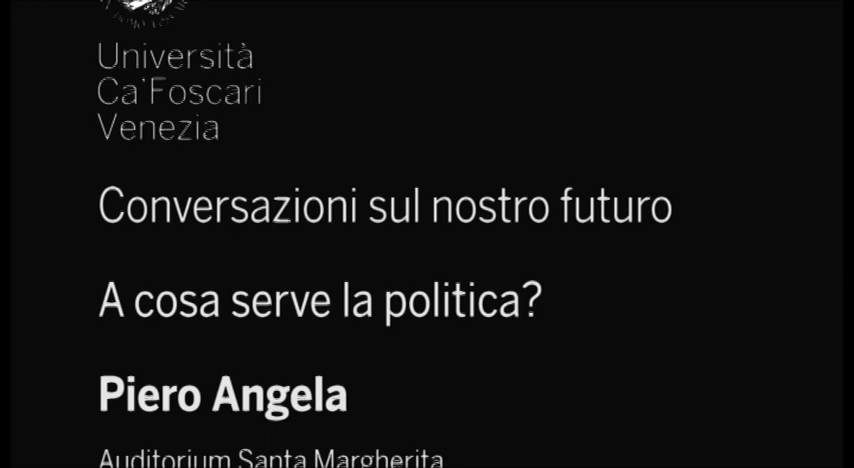 Università
Ca'Foscari
Venezia
Conversazioni sul nostro futuro
A cosa serve la politica?
Piero Angela
Auditorium Santa Margherita